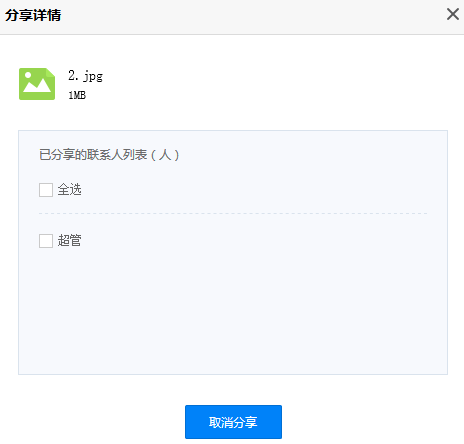 分享详情
2.jpg
1MB
已分享的联系人列表（人）
全选
超管
取消分享